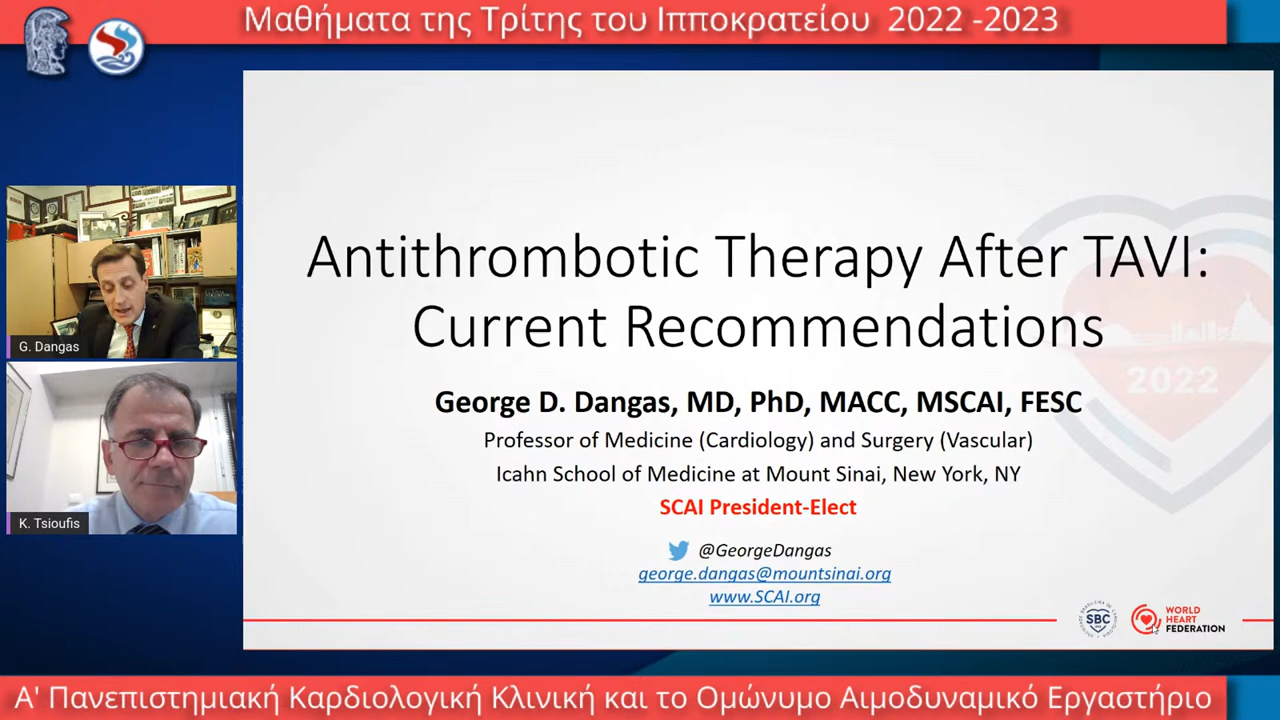 Μαθήματα της Τρίτης του Ιπποκρατείου 2022 -2023
G. Dangas
K. Tsioufis
Antithrombotic Therapy After TAVI:
Current Recommendations
George D. Dangas, MD, PhD, MACC, MSCAI, FESC
Professor of Medicine (Cardiology) and Surgery (Vascular)
Icahn School of Medicine at Mount Sinai, New York, NY
SCAI President-Elect
@GeorgeDangas
george.dangas@mountsinai.org
www.SCAI.org
2022
SBC
WORLD
HEART
FEDERATION
Α' Πανεπιστημιακή Καρδιολογική Κλινική και το Ομώνυμο Αιμοδυναμικό Εργαστήριο